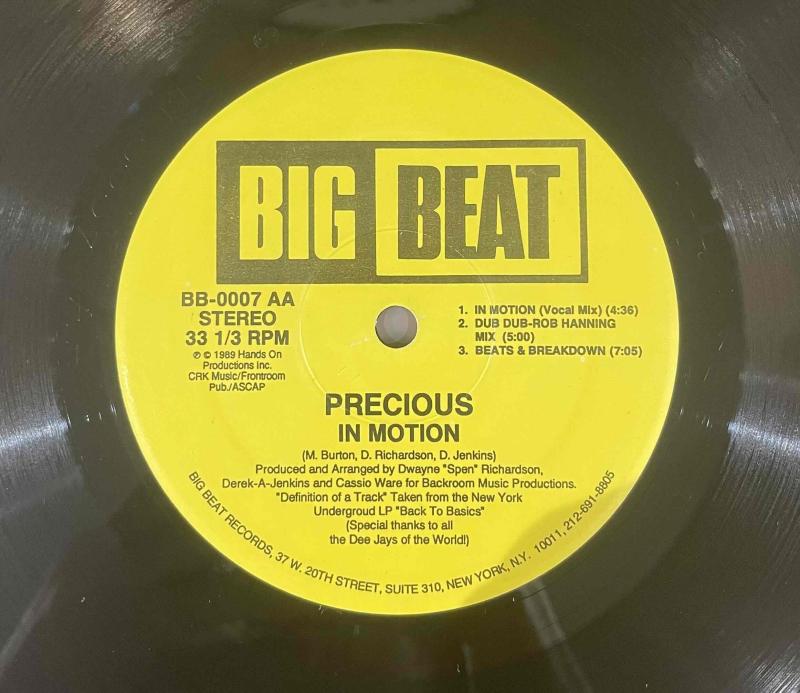 BIG BEAT
BB-0007 AA
STEREO
33 1/3 RPM
℗ © 1989 Hands On
Productions Inc.
CRK Music/Frontroom
Pub./ASCAP
1. IN MOTION (Vocal Mix) (4:36)
2. DUB DUB-ROB HANNING
MIX (5:00)
3. BEATS & BREAKDOWN (7:05)
PRECIOUS
IN MOTION
(M. Burton, D. Richardson, D. Jenkins)
Produced and Arranged by Dwayne "Spen" Richardson,
Derek-A-Jenkins and Cassio Ware for Backroom Music Productions.
"Definition of a Track" Taken from the New York
Undergroud LP "Back To Basics"
(Special thanks to all
the Dee Jays of the World!)
BIG BEAT RECORDS, 37 W. 20TH STREET, SUITE 310, NEW YORK, N.Y. 10011, 212-691-8805